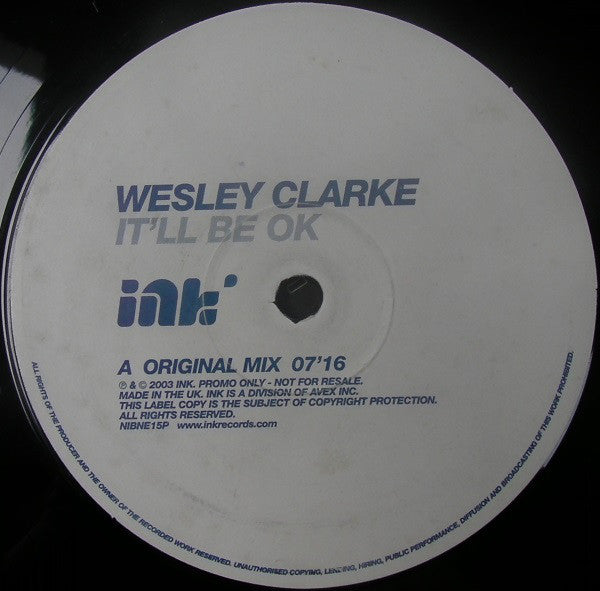 WESLEY CLARKE
IT'LL BE OK
ink'
A ORIGINAL MIX 07'16
℗ & © 2003 INK. PROMO ONLY - NOT FOR RESALE.
MADE IN THE UK. INK IS A DIVISION OF AVEX INC.
THIS LABEL COPY IS THE SUBJECT OF COPYRIGHT PROTECTION.
ALL RIGHTS RESERVED.
NIBNE15P www.inkrecords.com
ALL RIGHTS OF THE PRODUCER AND THE OWNER OF THE RECORDED WORK RESERVED. UNAUTHORISED COPYING, LENDING, HIRING, PUBLIC PERFORMANCE, DIFFUSION AND BROADCASTING OF THIS WORK PROHIBITED.